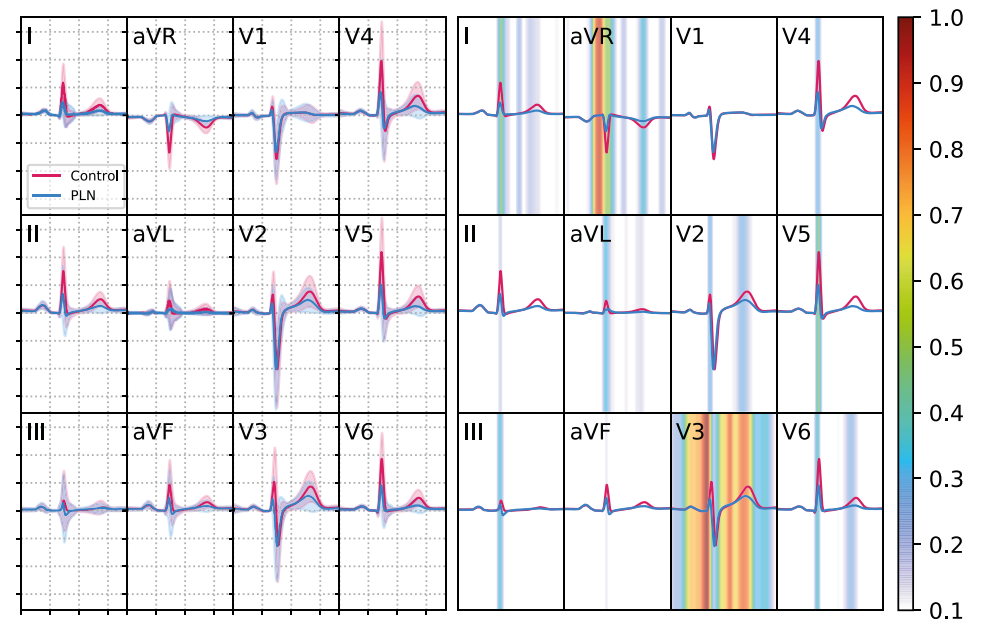 I aVR V1 V4
Control
PLN
II aVL V2 V5
III aVF V3 V6
I aVR V1 V4
II aVL V2 V5
III aVF V3 V6
1.0
0.9
0.8
0.7
0.6
0.5
0.4
0.3
0.2
0.1